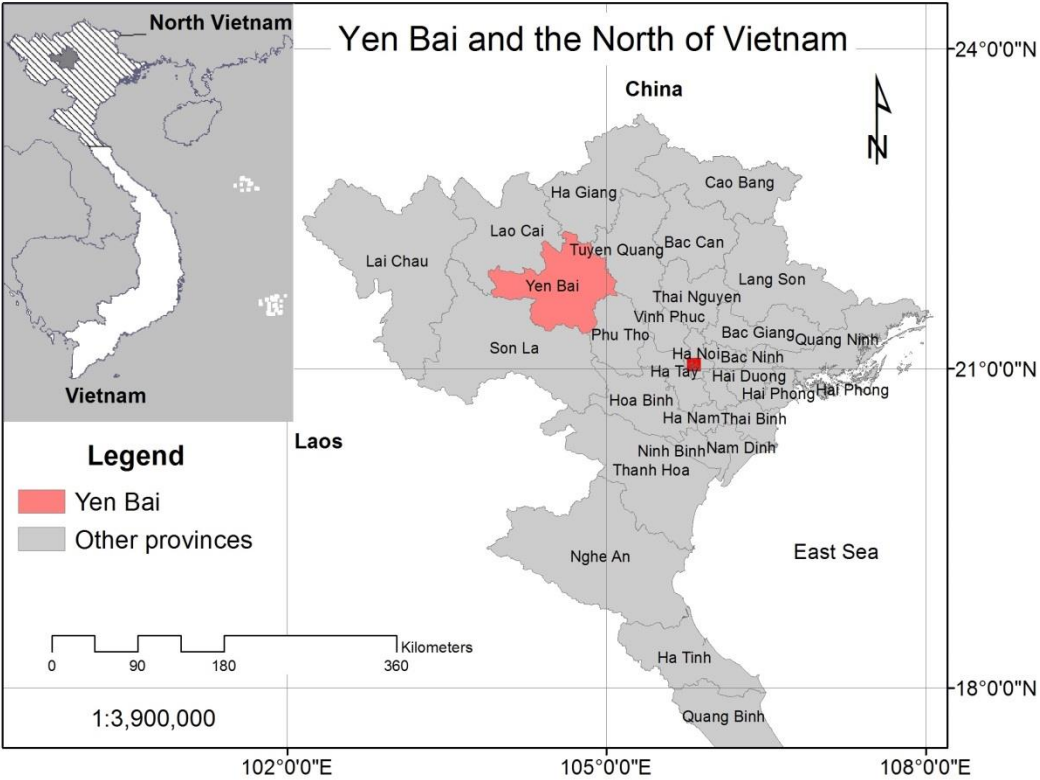 North Vietnam
Yen Bai and the North of Vietnam
24°0'0"N
China
N
Cao Bang
Ha Giang
Lao Cai
Bac Can
Tuyen Quang
Lai Chau
Lang Son
Yen Bai
Thai Nguyen
Vinh Phuc
Bac Giang
Phu Tho
Quang Ninh
Son La
Ha Noi
Bac Ninh
21°0'0"N
Ha Tay
Hai Duong
Hai Phong
Hai Phong
Hoa Binh
Vietnam
Ha Nam
Thai Binh
Laos
Ninh Binh
Nam Dinh
Thanh Hoa
Legend
Yen Bai
Other provinces
East Sea
Nghe An
Kilometers
0 90 180 360
Ha Tinh
18°0'0"N
1:3,900,000
Quang Binh
102°0'0"E
105°0'0"E
108°0'0"E